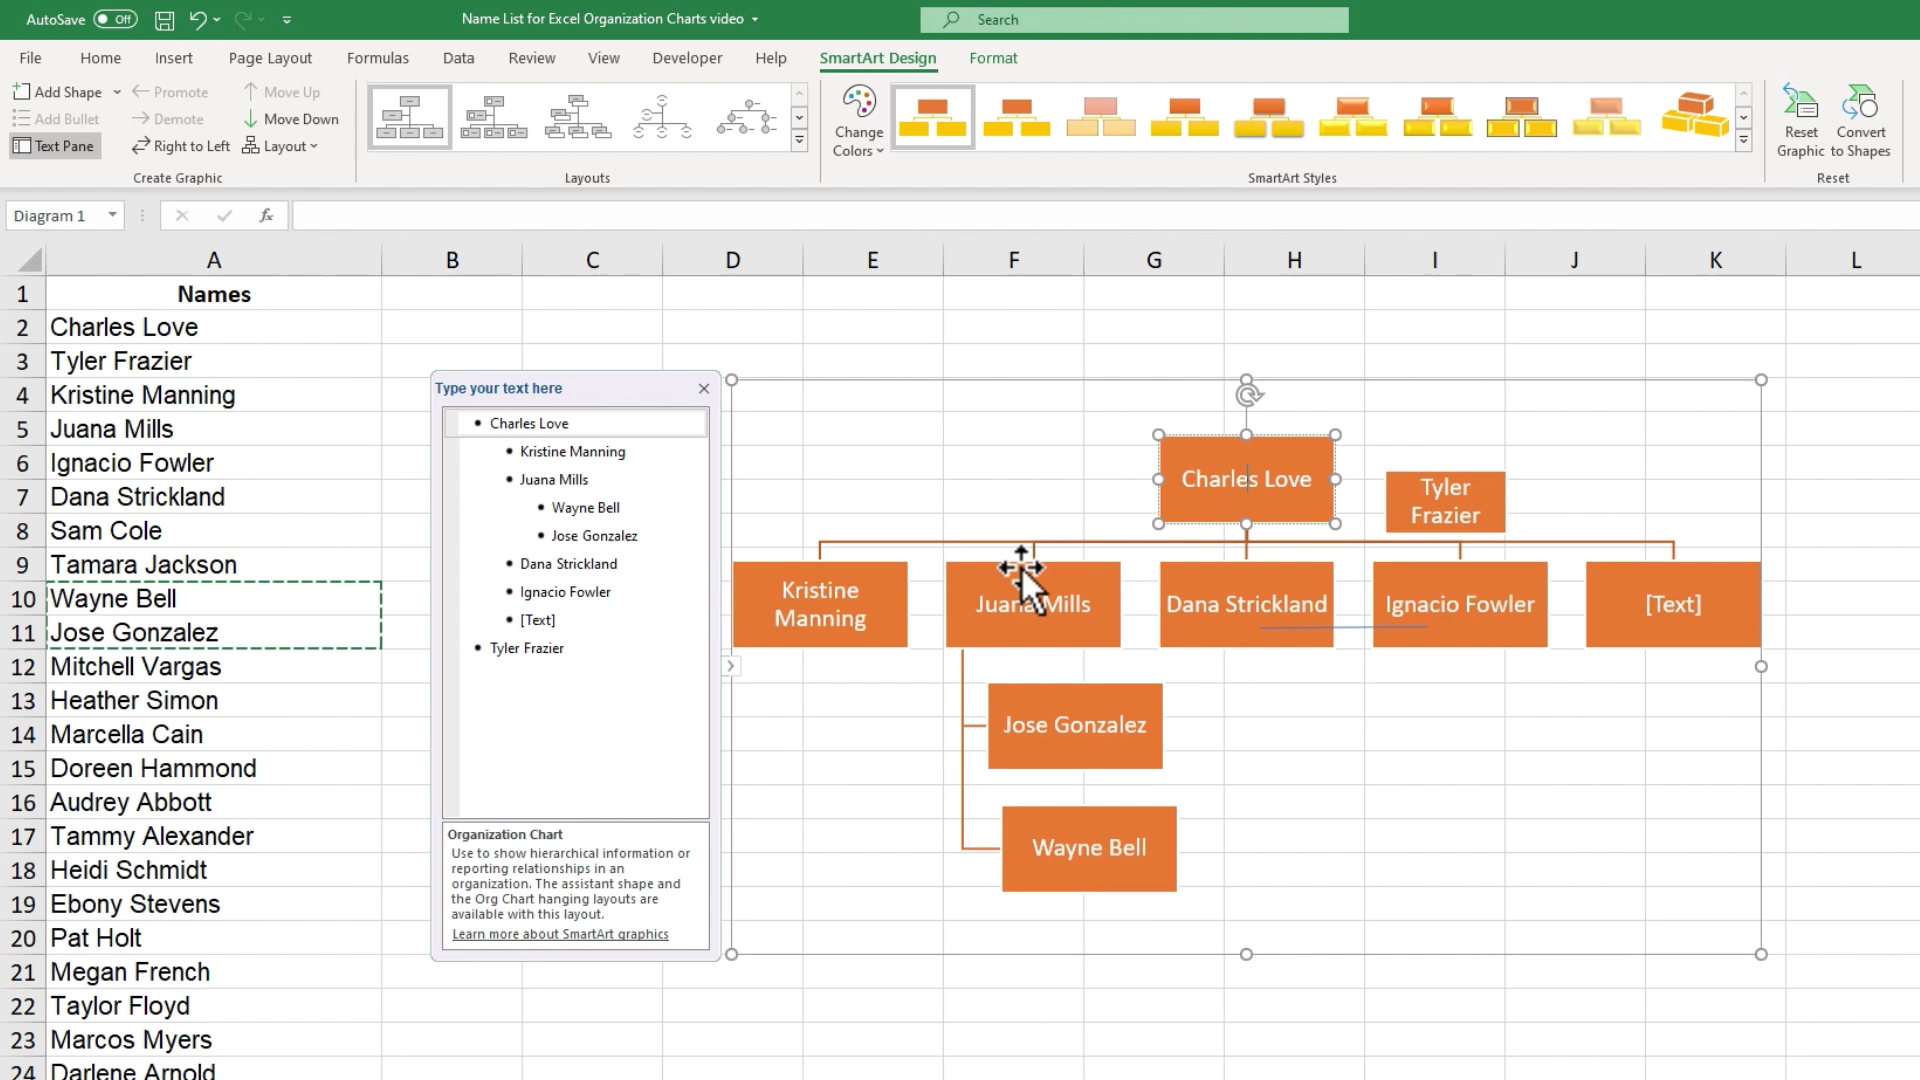 AutoSave Off
Name List for Excel Organization Charts video
Search
File Home Insert Page Layout Formulas Data Review View Developer Help SmartArt Design Format
Add Shape Promote Move Up
Add Bullet Demote Move Down
Text Pane Right to Left Layout
Create Graphic
Layouts
Change
Colors
SmartArt Styles
Reset
Graphic
Convert
to Shapes
Reset
Diagram 1
fx
A B C D E F G H I J K L
1 Names
2 Charles Love
3 Tyler Frazier
4 Kristine Manning
5 Juana Mills
6 Ignacio Fowler
7 Dana Strickland
8 Sam Cole
9 Tamara Jackson
10 Wayne Bell
11 Jose Gonzalez
12 Mitchell Vargas
13 Heather Simon
14 Marcella Cain
15 Doreen Hammond
16 Audrey Abbott
17 Tammy Alexander
18 Heidi Schmidt
19 Ebony Stevens
20 Pat Holt
21 Megan French
22 Taylor Floyd
23 Marcos Myers
24 Darlene Arnold
Type your text here
• Charles Love
• Kristine Manning
• Juana Mills
• Wayne Bell
• Jose Gonzalez
• Dana Strickland
• Ignacio Fowler
• [Text]
• Tyler Frazier
Organization Chart
Use to show hierarchical information or
reporting relationships in an
organization. The assistant shape and
the Org Chart hanging layouts are
available with this layout.
Learn more about SmartArt graphics
Charles Love
Tyler
Frazier
Kristine
Manning
Juana Mills
Dana Strickland
Ignacio Fowler
[Text]
Jose Gonzalez
Wayne Bell